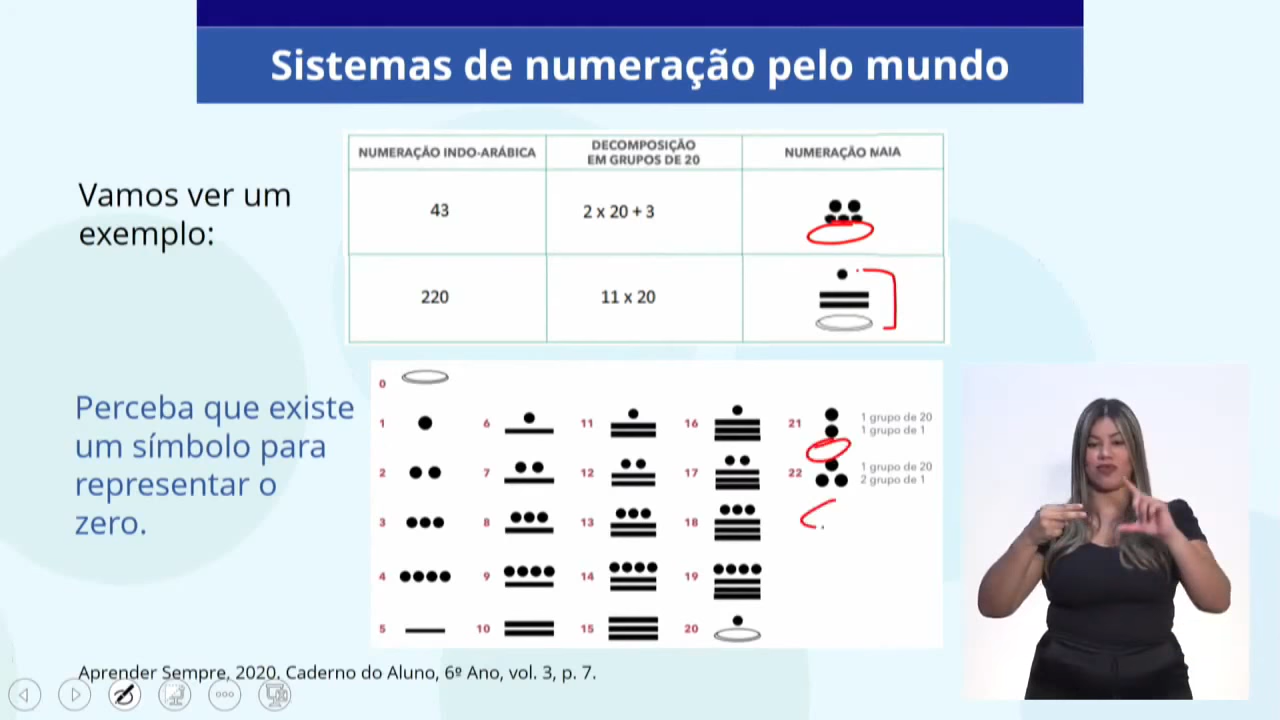 Sistemas de numeração pelo mundo
Vamos ver um
exemplo:
NUMERAÇÃO INDO-ARÁBICA
DECOMPOSIÇÃO
EM GRUPOS DE 20
NUMERAÇÃO MAIA
43
2 x 20 + 3
220
11 x 20
Perceba que existe
um símbolo para
representar o
zero.
0
1
6
11
16
21
1 grupo de 20
1 grupo de 1
2
7
12
17
22
1 grupo de 20
2 grupo de 1
3
8
13
18
4
9
14
19
5
10
15
20
Aprender Sempre, 2020. Caderno do Aluno, 6º Ano, vol. 3, p. 7.